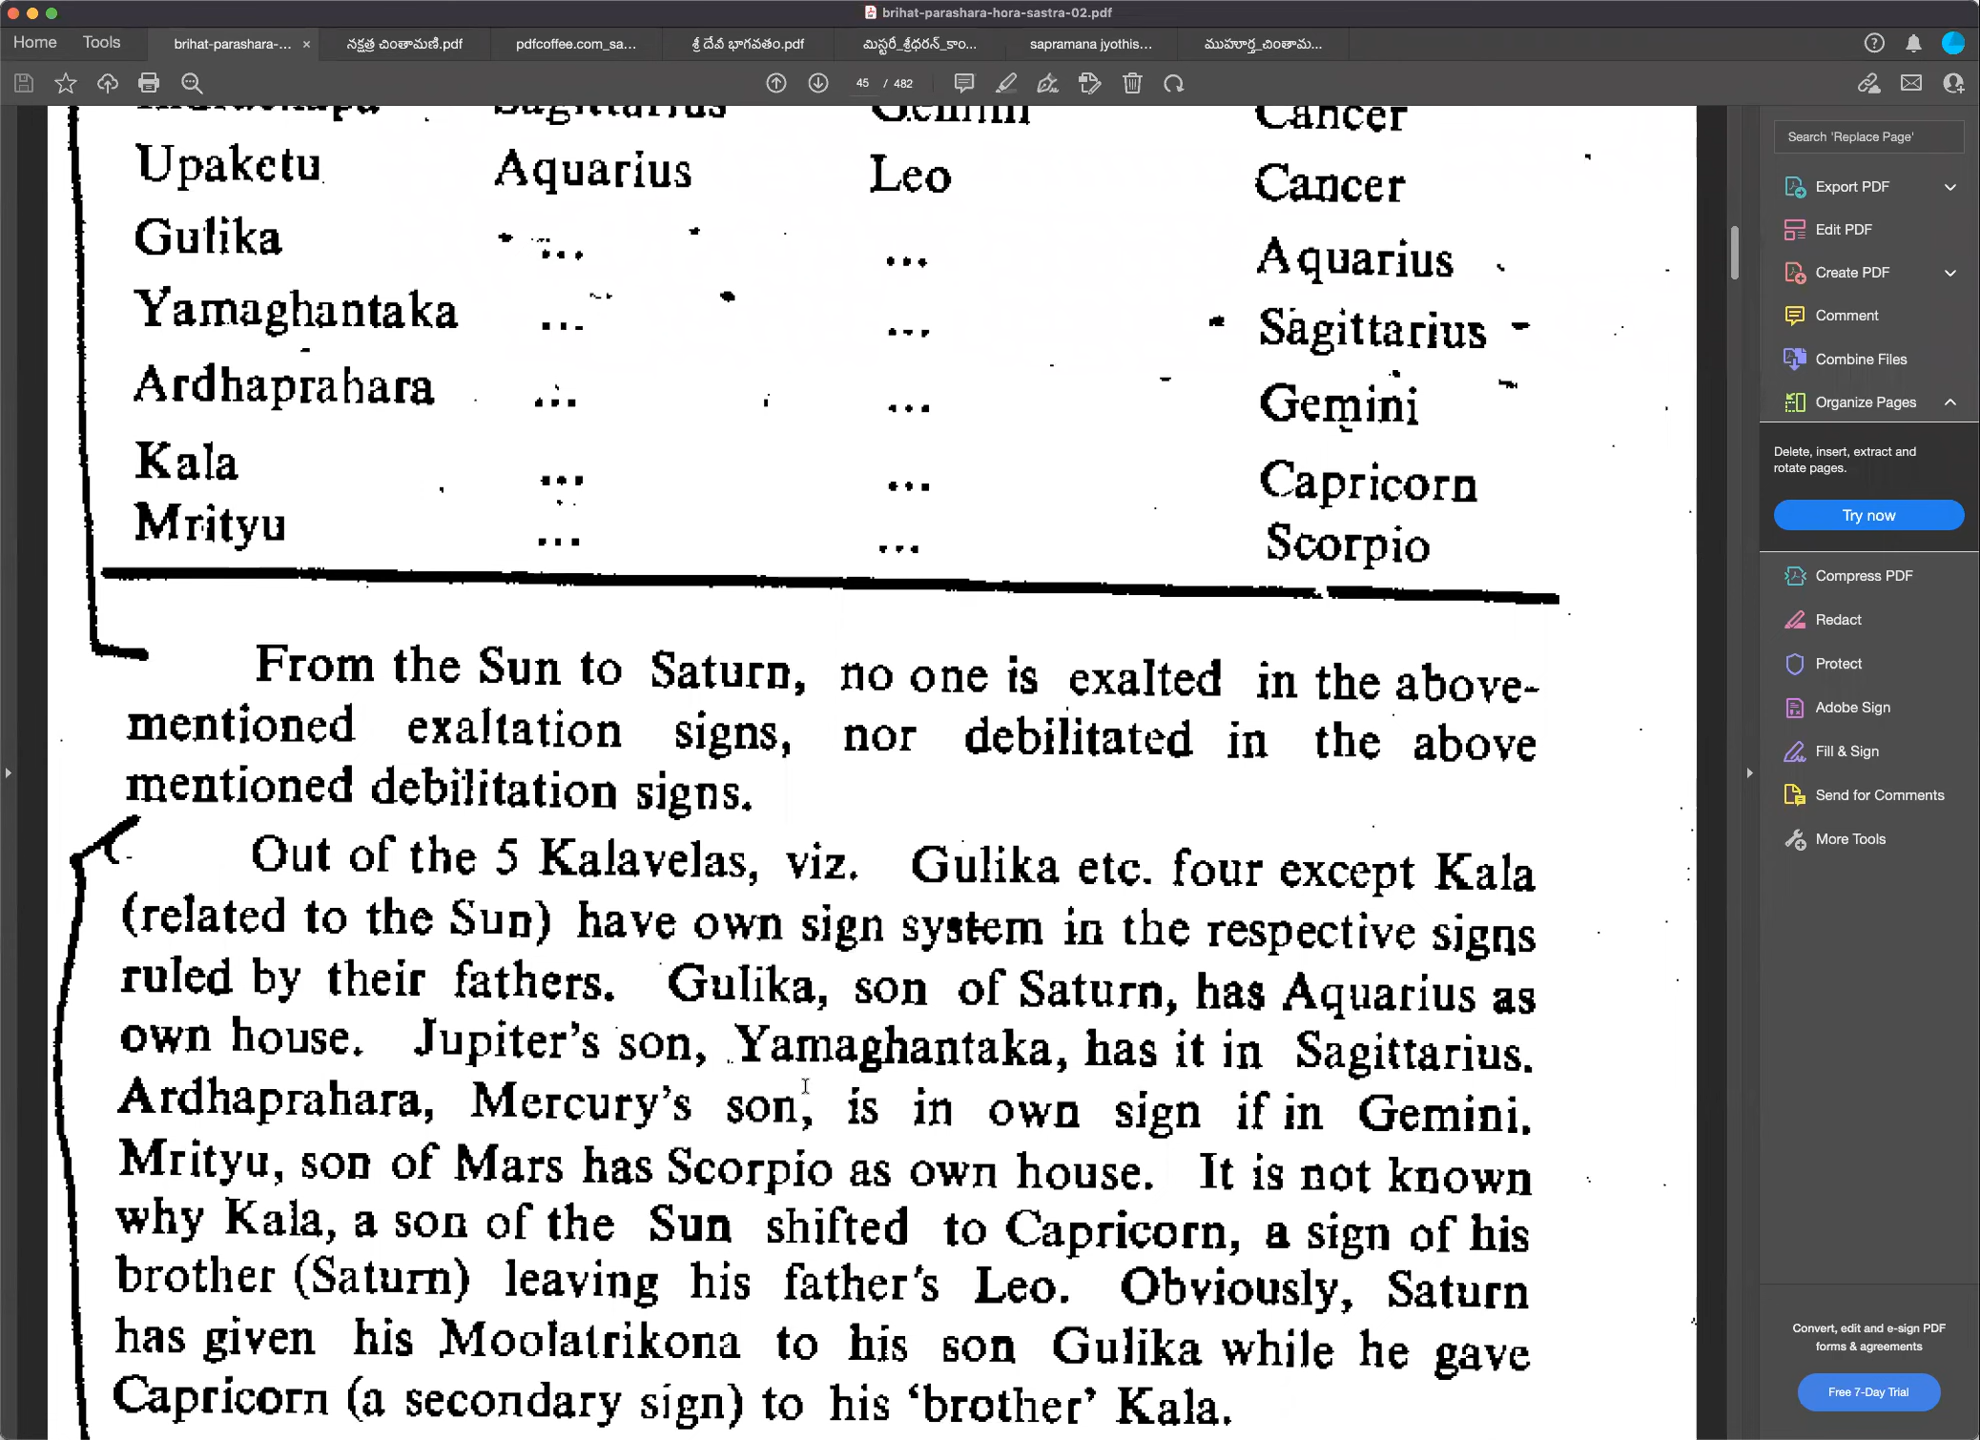 brihat-parashara-hora-sastra-02.pdf
Home Tools brihat-parashara-... × నక్షత్ర చింతామణి.pdf pdfcoffee.com_sa... శ్రీ దేవీ భాగవతం.pdf మిస్టరీ_శ్రీధరన్_కాం... sapramana jyothis... ముహూర్త_చింతామ...
45 / 482
Sagittarius Gemini Cancer
Upaketu Aquarius Leo Cancer
Gulika ... ... Aquarius
Yamaghantaka ... ... Sagittarius
Ardhaprahara ... ... Gemini
Kala ... ... Capricorn
Mrityu ... ... Scorpio
From the Sun to Saturn, no one is exalted in the above-
mentioned exaltation signs, nor debilitated in the above
mentioned debilitation signs.
Out of the 5 Kalavelas, viz. Gulika etc. four except Kala
(related to the Sun) have own sign system in the respective signs
ruled by their fathers. Gulika, son of Saturn, has Aquarius as
own house. Jupiter's son, Yamaghantaka, has it in Sagittarius.
Ardhaprahara, Mercury's son, is in own sign if in Gemini.
Mrityu, son of Mars has Scorpio as own house. It is not known
why Kala, a son of the Sun shifted to Capricorn, a sign of his
brother (Saturn) leaving his father's Leo. Obviously, Saturn
has given his Moolatrikona to his son Gulika while he gave
Capricorn (a secondary sign) to his 'brother' Kala.
Search 'Replace Page'
Export PDF
Edit PDF
Create PDF
Comment
Combine Files
Organize Pages
Delete, insert, extract and
rotate pages.
Try now
Compress PDF
Redact
Protect
Adobe Sign
Fill & Sign
Send for Comments
More Tools
Convert, edit and e-sign PDF
forms & agreements
Free 7-Day Trial